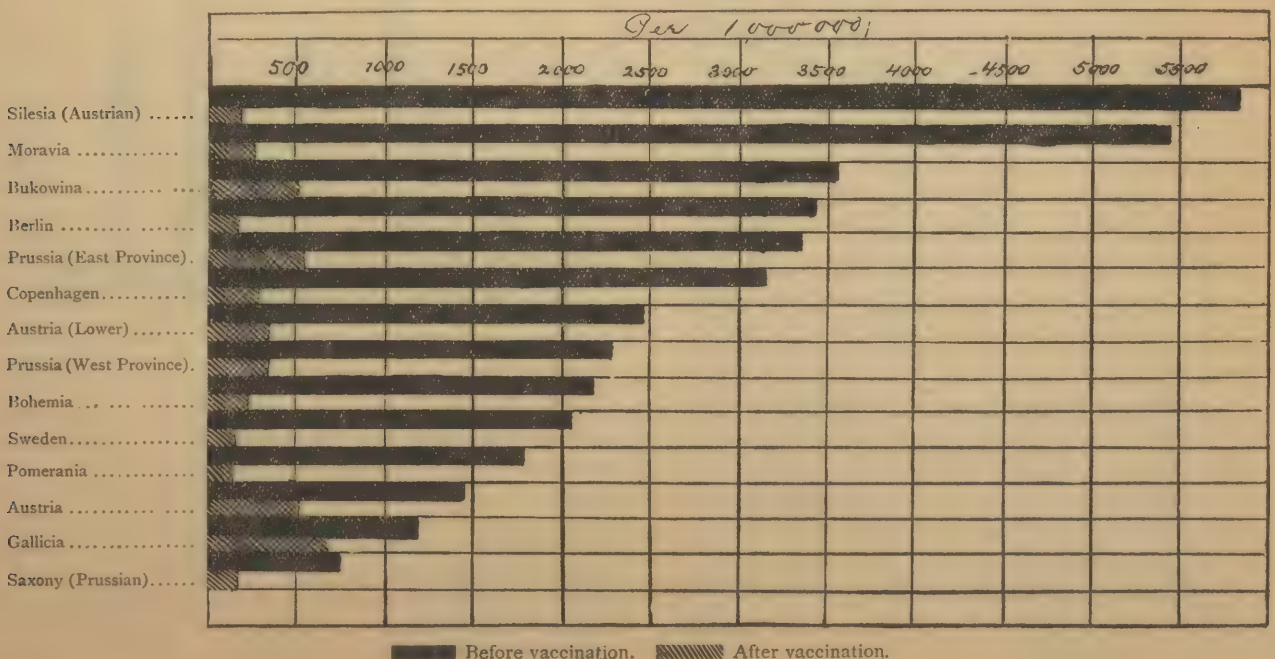 Per 1,000 000;
500 1000 1500 2000 2500 3000 3500 4000 4500 5000 5500
Silesia (Austrian) ......
Moravia ............
Bukowina .......... ...
Berlin ....... .........
Prussia (East Province).
Copenhagen...........
Austria (Lower) ........
Prussia (West Province).
Bohemia .. ... .......
Sweden................
Pomerania .......
Austria ......... ...
Gallicia ................
Saxony (Prussian)......
Before vaccination. After vaccination.